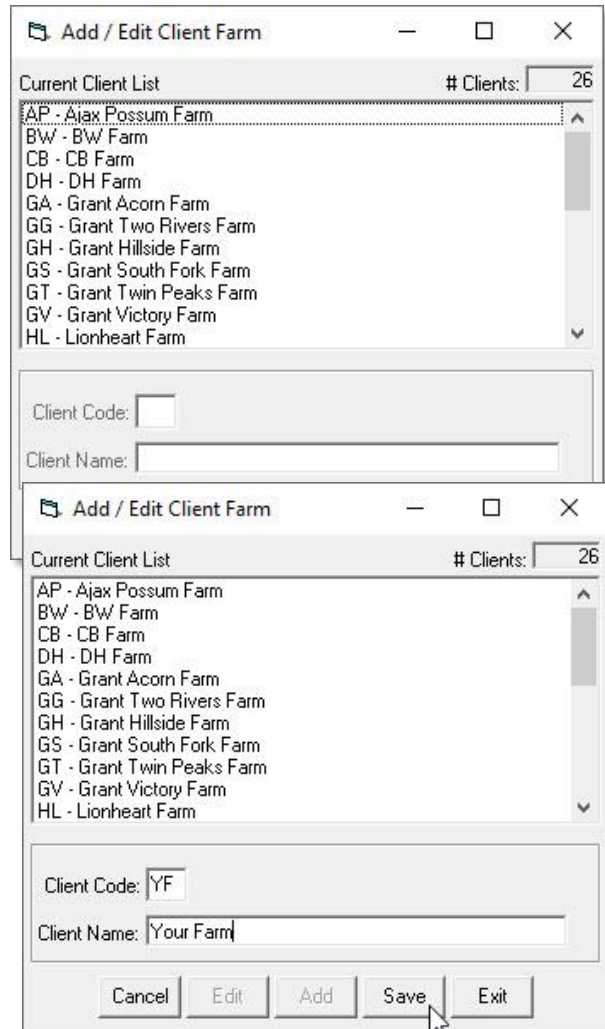 Add / Edit Client Farm
Current Client List # Clients: 26
AP - Ajax Possum Farm
BW - BW Farm
CB - CB Farm
DH - DH Farm
GA - Grant Acorn Farm
GG - Grant Two Rivers Farm
GH - Grant Hillside Farm
GS - Grant South Fork Farm
GT - Grant Twin Peaks Farm
GV - Grant Victory Farm
HL - Lionheart Farm
Client Code:
Client Name:
Add / Edit Client Farm
Current Client List # Clients: 26
AP - Ajax Possum Farm
BW - BW Farm
CB - CB Farm
DH - DH Farm
GA - Grant Acorn Farm
GG - Grant Two Rivers Farm
GH - Grant Hillside Farm
GS - Grant South Fork Farm
GT - Grant Twin Peaks Farm
GV - Grant Victory Farm
HL - Lionheart Farm
Client Code: YF
Client Name: Your Farm
Cancel Edit Add Save Exit